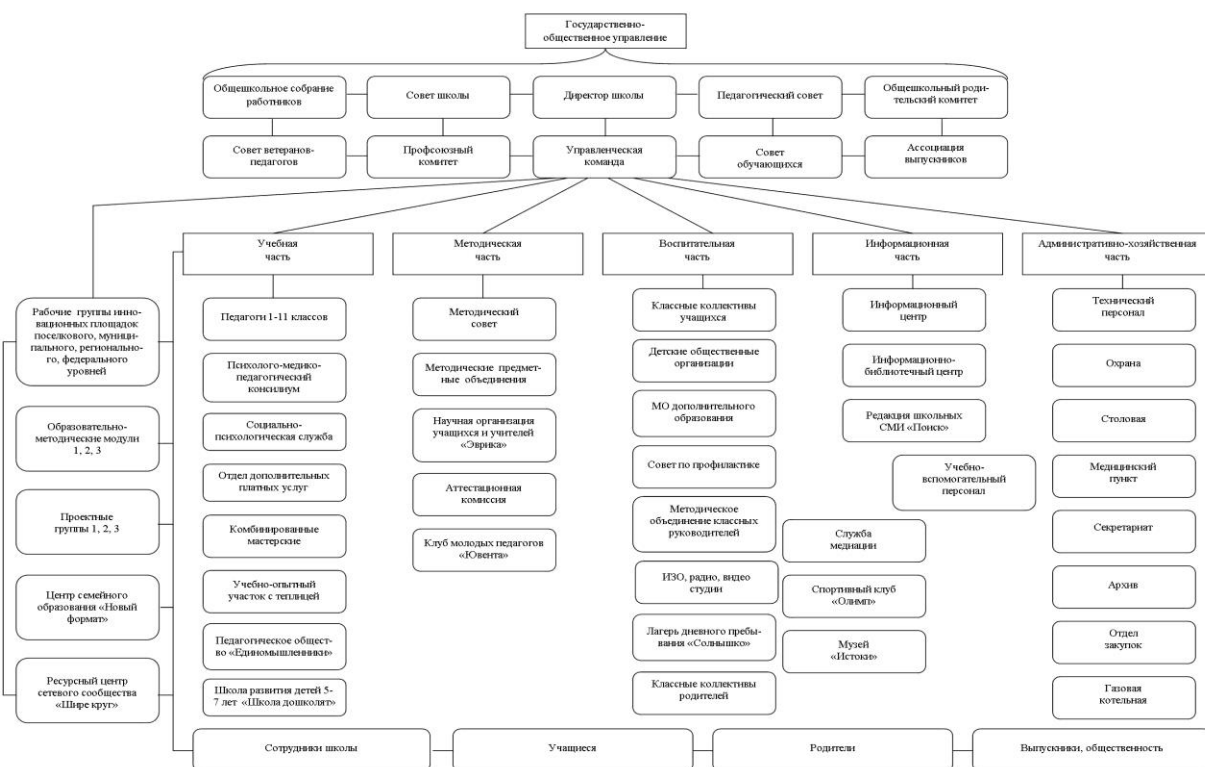 Государственно-
общественное управление
Общешкольное собрание
работников
Совет школы
Директор школы
Педагогический совет
Общешкольный роди-
тельский комитет
Совет ветеранов-
педагогов
Профсоюзный
комитет
Управленческая
команда
Совет
обучающихся
Ассоциация
выпускников
Учебная
часть
Методическая
часть
Воспитательная
часть
Информационная
часть
Административно-хозяйственная
часть
Рабочие группы инно-
вационных площадок
поселкового, муници-
пального, регионально-
го, федерального
уровней
Образовательно-
методические модули
1, 2, 3
Проектные
группы 1, 2, 3
Центр семейного
образования «Новый
формат»
Ресурсный центр
сетевого сообщества
«Шире круг»
Педагоги 1-11 классов
Психолого-медико-
педагогический
консилиум
Социально-
психологическая служба
Отдел дополнительных
платных услуг
Комбинированные
мастерские
Учебно-опытный
участок с теплицей
Педагогическое общест-
во «Единомышленники»
Школа развития детей 5-
7 лет «Школа дошколят»
Методический
совет
Методические предмет-
ные объединения
Научная организация
учащихся и учителей
«Эврика»
Аттестационная
комиссия
Клуб молодых педагогов
«Ювента»
Классные коллективы
учащихся
Детские общественные
организации
МО дополнительного
образования
Совет по профилактике
Методическое
объединение классных
руководителей
ИЗО, радио, видео
студии
Лагерь дневного пребы-
вания «Солнышко»
Классные коллективы
родителей
Информационный
центр
Информационно-
библиотечный центр
Редакция школьных
СМИ «Поиск»
Учебно-
вспомогательный
персонал
Служба
медиации
Спортивный клуб
«Олимп»
Музей
«Истоки»
Технический
персонал
Охрана
Столовая
Медицинский
пункт
Секретариат
Архив
Отдел
закупок
Газовая
котельная
Сотрудники школы
Учащиеся
Родители
Выпускники, общественность